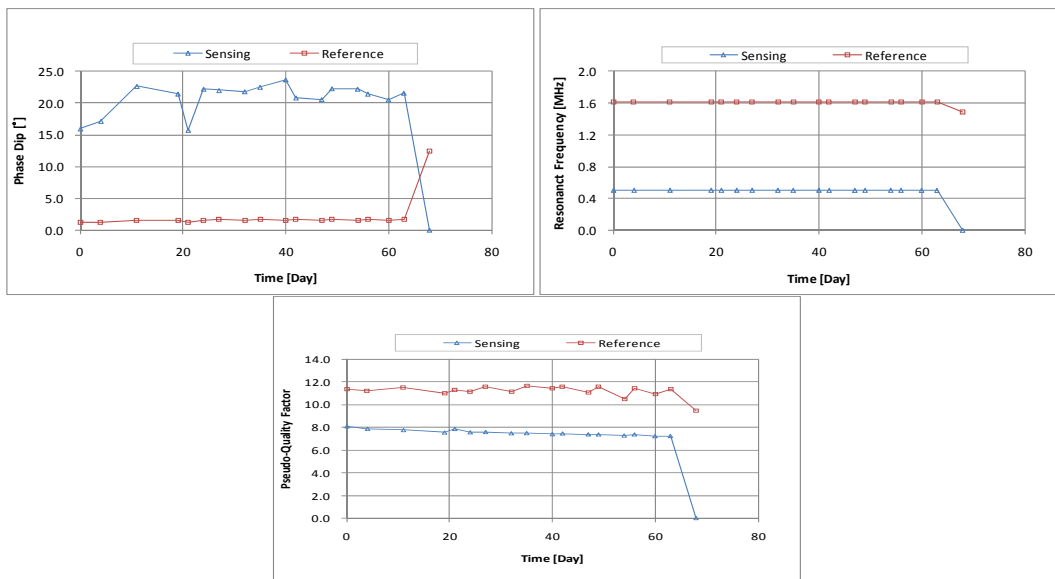 Sensing Reference
25.0
20.0
15.0
10.0
5.0
0.0
Phase Dip [°]
0 20 40 60 80
Time [Day]
Sensing Reference
2.0
1.6
1.2
0.8
0.4
0.0
Resonanct Frequency [MHz]
0 20 40 60 80
Time [Day]
Sensing Reference
14.0
12.0
10.0
8.0
6.0
4.0
2.0
0.0
Pseudo-Quality Factor
0 20 40 60 80
Time [Day]